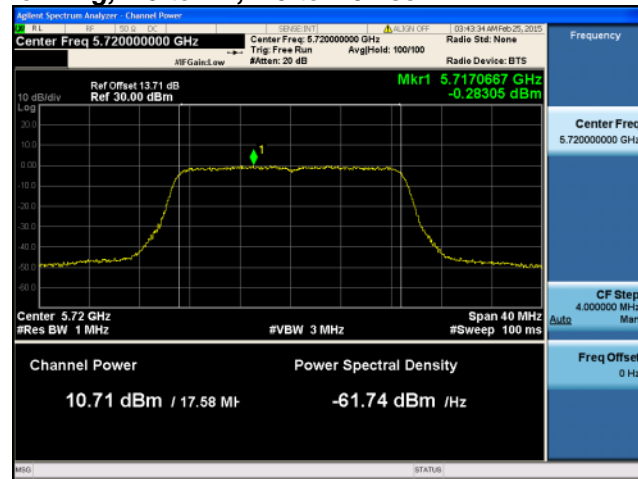 Agilent Spectrum Analyzer - Channel Power
RL RF 50 Ω DC SENSE:INT ALIGN OFF 03:43:34 AM Feb 25, 2015
Center Freq 5.720000000 GHz Center Freq: 5.720000000 GHz Radio Std: None Frequency
Trig: Free Run Avg|Hold: 100/100
#IFGain:Low #Atten: 20 dB Radio Device: BTS
Mkr1 5.7170667 GHz
-0.28305 dBm
Ref Offset 13.71 dB
10 dB/div Ref 30.00 dBm
Log
20.0
10.0
0.00
-10.0
-20.0
-30.0
-40.0
-50.0
-60.0
1
Center 5.72 GHz Span 40 MHz
#Res BW 1 MHz #VBW 3 MHz #Sweep 100 ms
Channel Power Power Spectral Density
10.71 dBm / 17.58 MH -61.74 dBm /Hz
Center Freq
5.720000000 GHz
CF Step
4.000000 MHz
Auto Man
Freq Offset
0 Hz
MSG STATUS